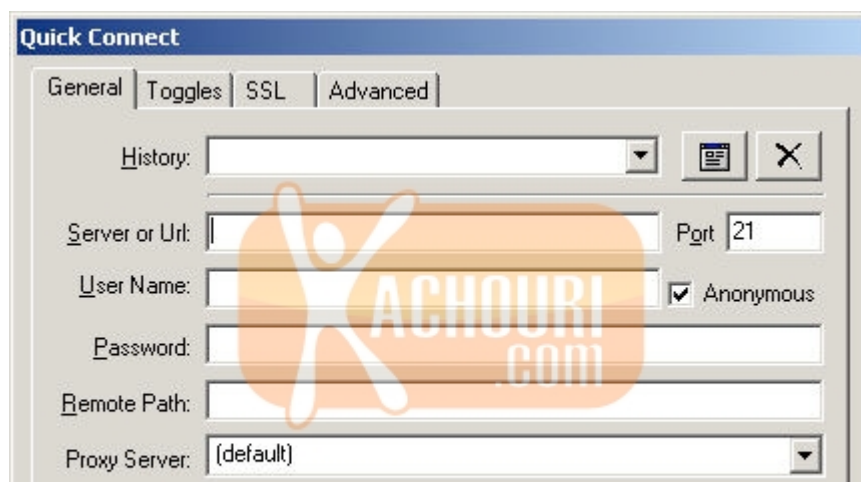 Quick Connect
General Toggles SSL Advanced
History:
Server or Url: Port 21
User Name: Anonymous
Password:
Remote Path:
Proxy Server: (default)
KACHOURI
.com